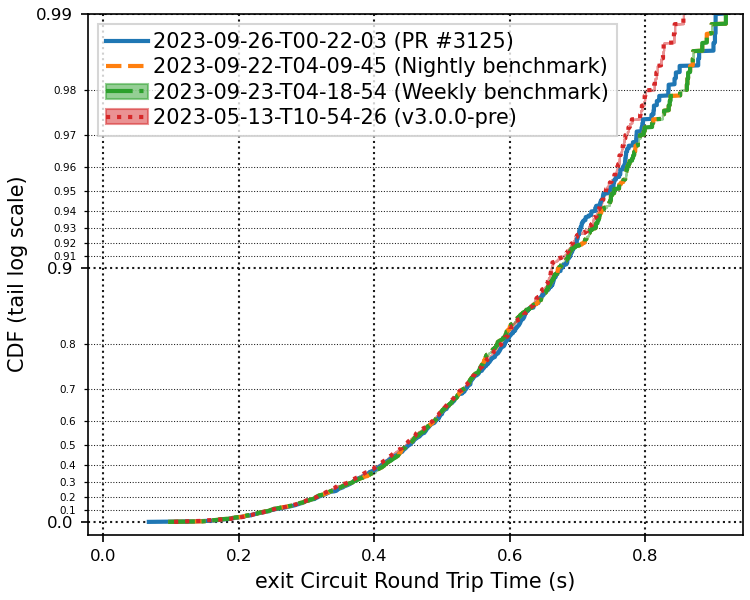 0.99
2023-09-26-T00-22-03 (PR #3125)
2023-09-22-T04-09-45 (Nightly benchmark)
2023-09-23-T04-18-54 (Weekly benchmark)
2023-05-13-T10-54-26 (v3.0.0-pre)
0.98
0.97
0.96
0.95
0.94
0.93
0.92
0.91
0.9
0.8
0.7
0.6
0.5
0.4
0.3
0.2
0.1
0.0
CDF (tail log scale)
0.0 0.2 0.4 0.6 0.8
exit Circuit Round Trip Time (s)